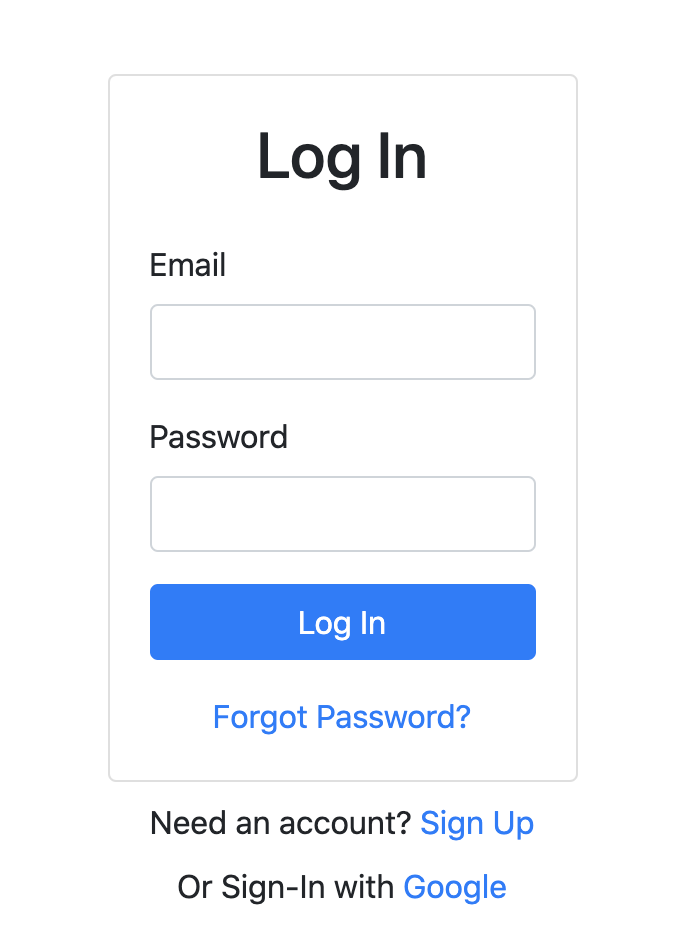 Log In
Email
Password
Log In
Forgot Password?
Need an account? Sign Up
Or Sign-In with Google